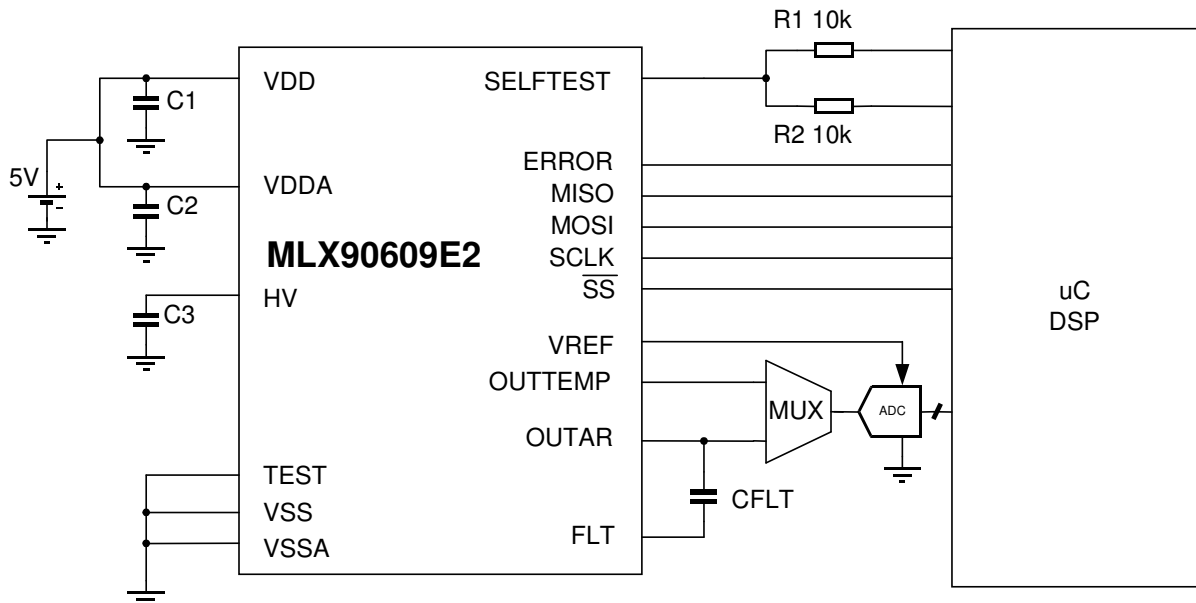 R1 10k
VDD
SELFTEST
C1
R2 10k
5V
+
-
VDDA
C2
ERROR
MISO
MOSI
SCLK
SS
MLX90609E2
HV
C3
uC
DSP
VREF
OUTTEMP
MUX
ADC
OUTAR
TEST
VSS
VSSA
CFLT
FLT